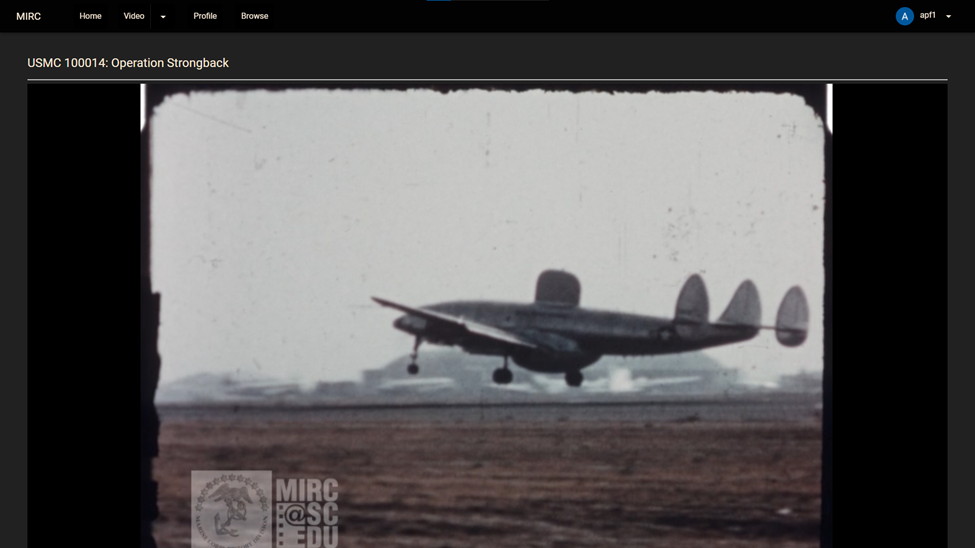 MIRC Home Video Profile Browse A apf1
USMC 100014: Operation Strongback
MIRC
@SC
EDU